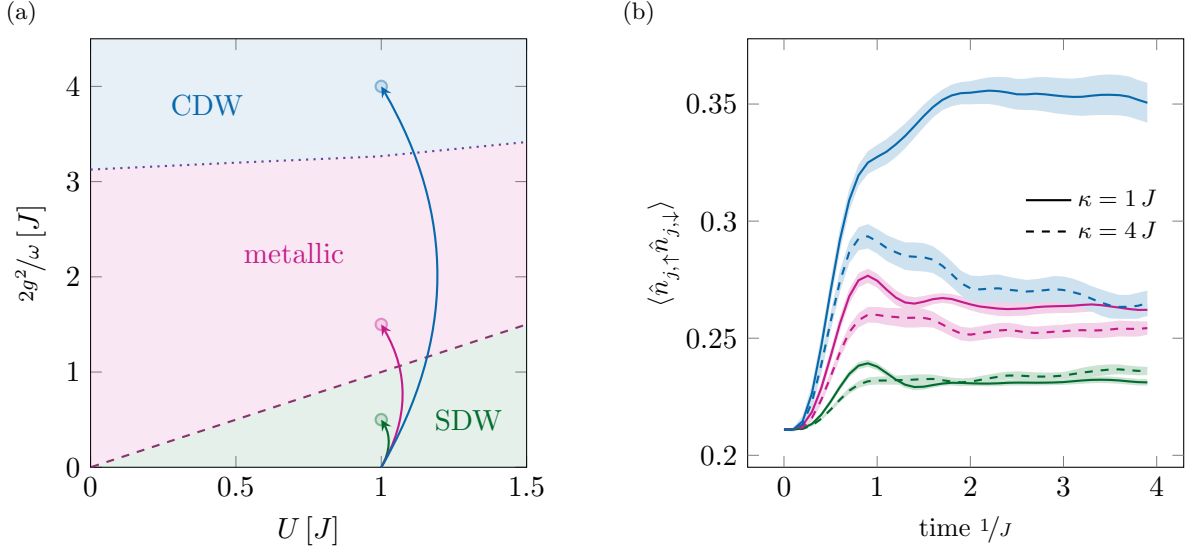 (a)
CDW
metallic
SDW
0
1
2
3
4
2g²/ω [J]
0
0.5
1
1.5
U [J]
(b)
κ = 1 J
κ = 4 J
0.2
0.25
0.3
0.35
⟨n̂_{j,↑} n̂_{j,↓}⟩
0
1
2
3
4
time 1/J